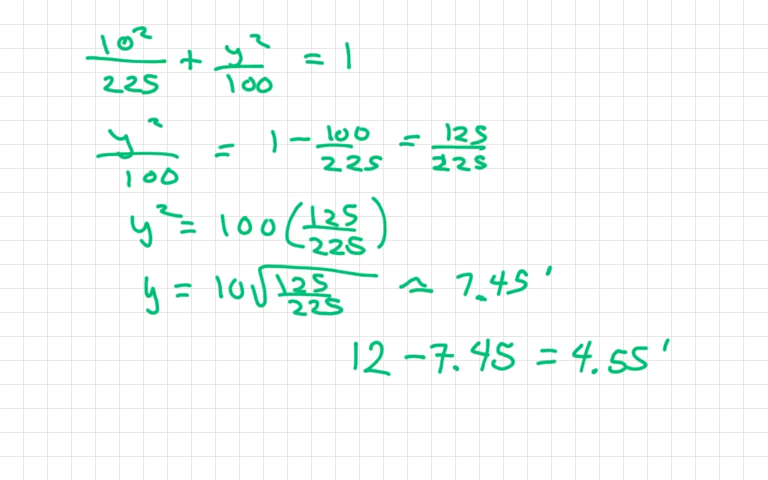 10²/225 + y²/100 = 1
y²/100 = 1 - 100/225 = 125/225
y² = 100(125/225)
y = 10√(125/225) ≈ 7.45'
12 - 7.45 = 4.55'